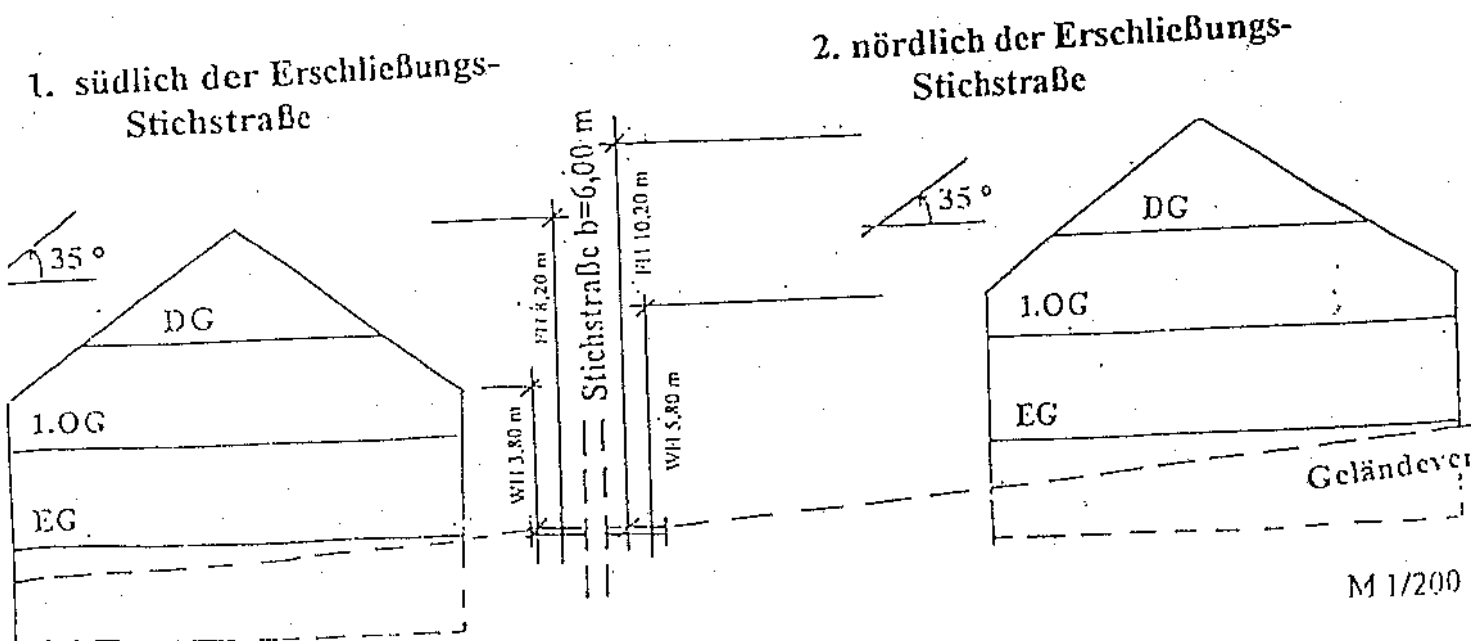 1. südlich der Erschließungs-
Stichstraße
2. nördlich der Erschließungs-
Stichstraße
35 °
DG
1.OG
EG
WH 3,80 m
FH 8,20 m
Stichstraße b=6,00 m
FH 10,20 m
WH 5,80 m
35 °
DG
1.OG
EG
Geländever
M 1/200